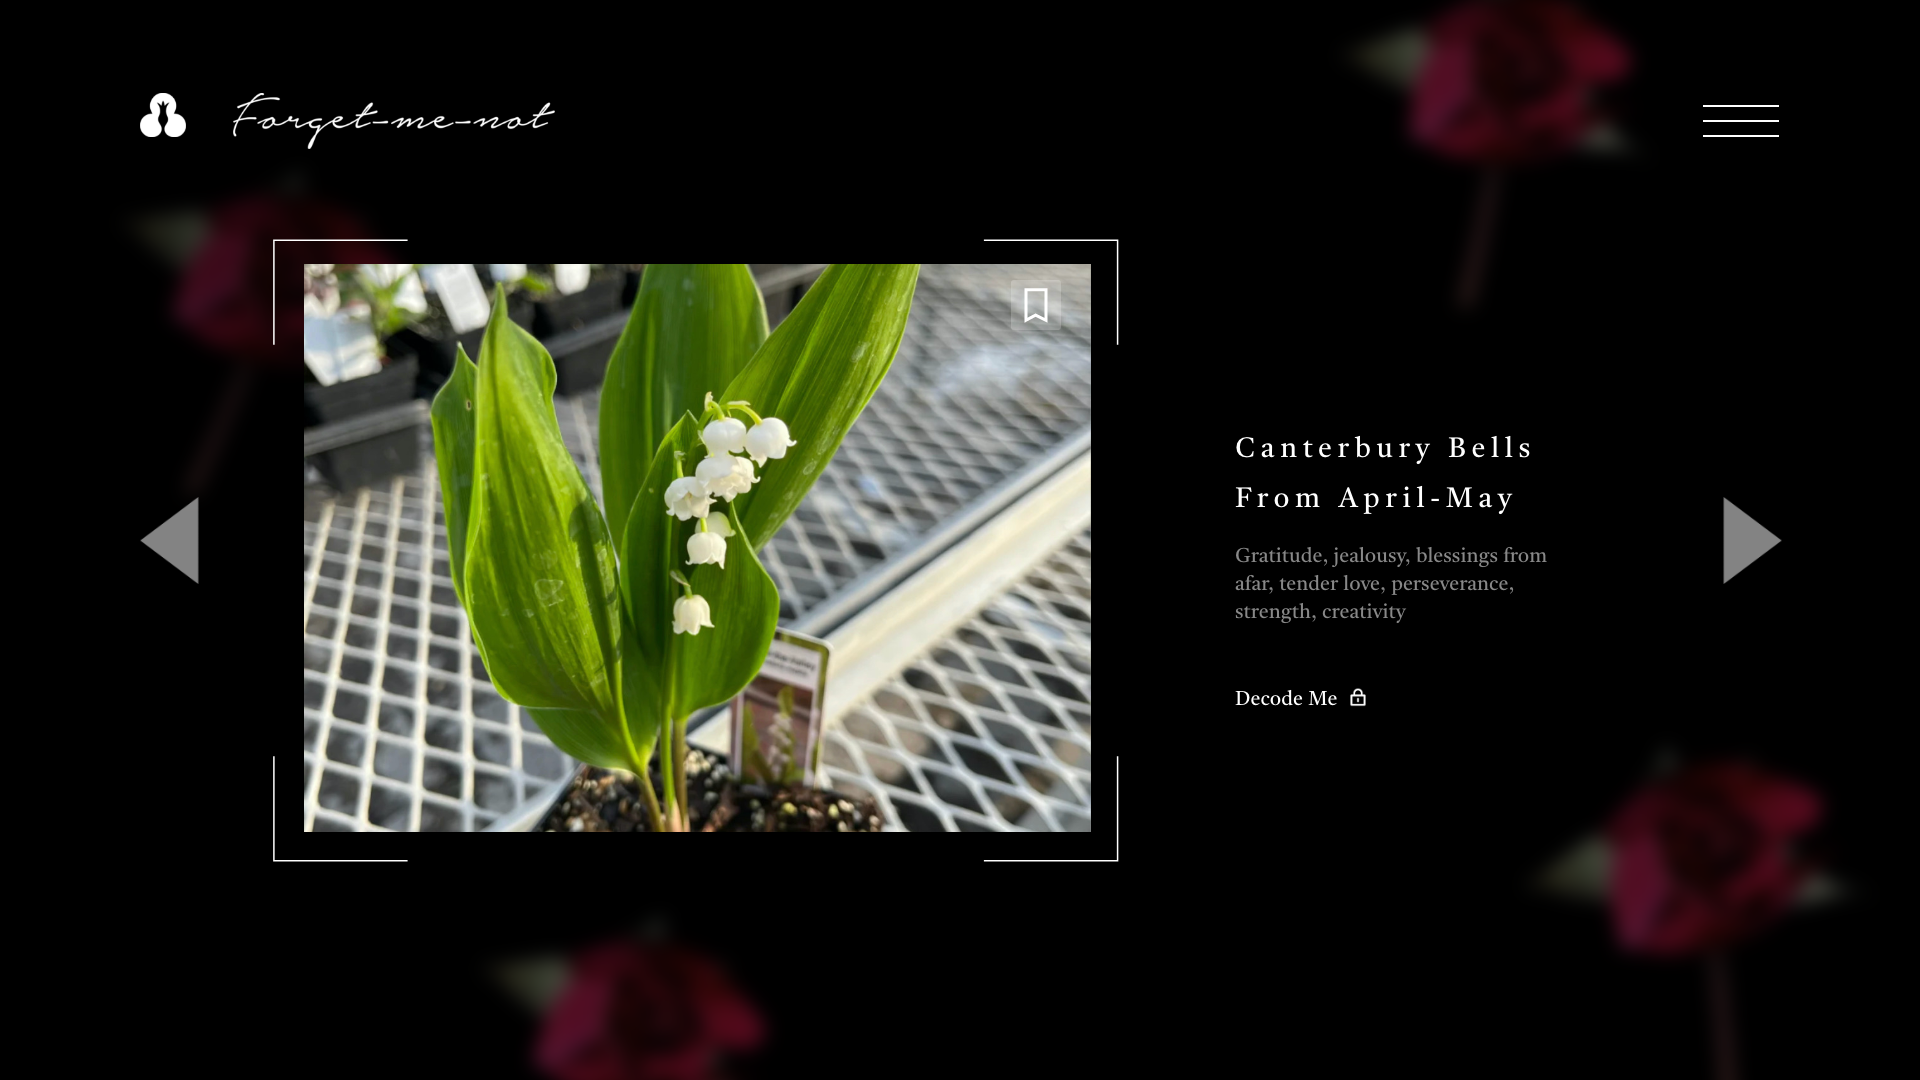 Forget-me-not
Canterbury Bells
From April-May
Gratitude, jealousy, blessings from
afar, tender love, perseverance,
strength, creativity
Decode Me